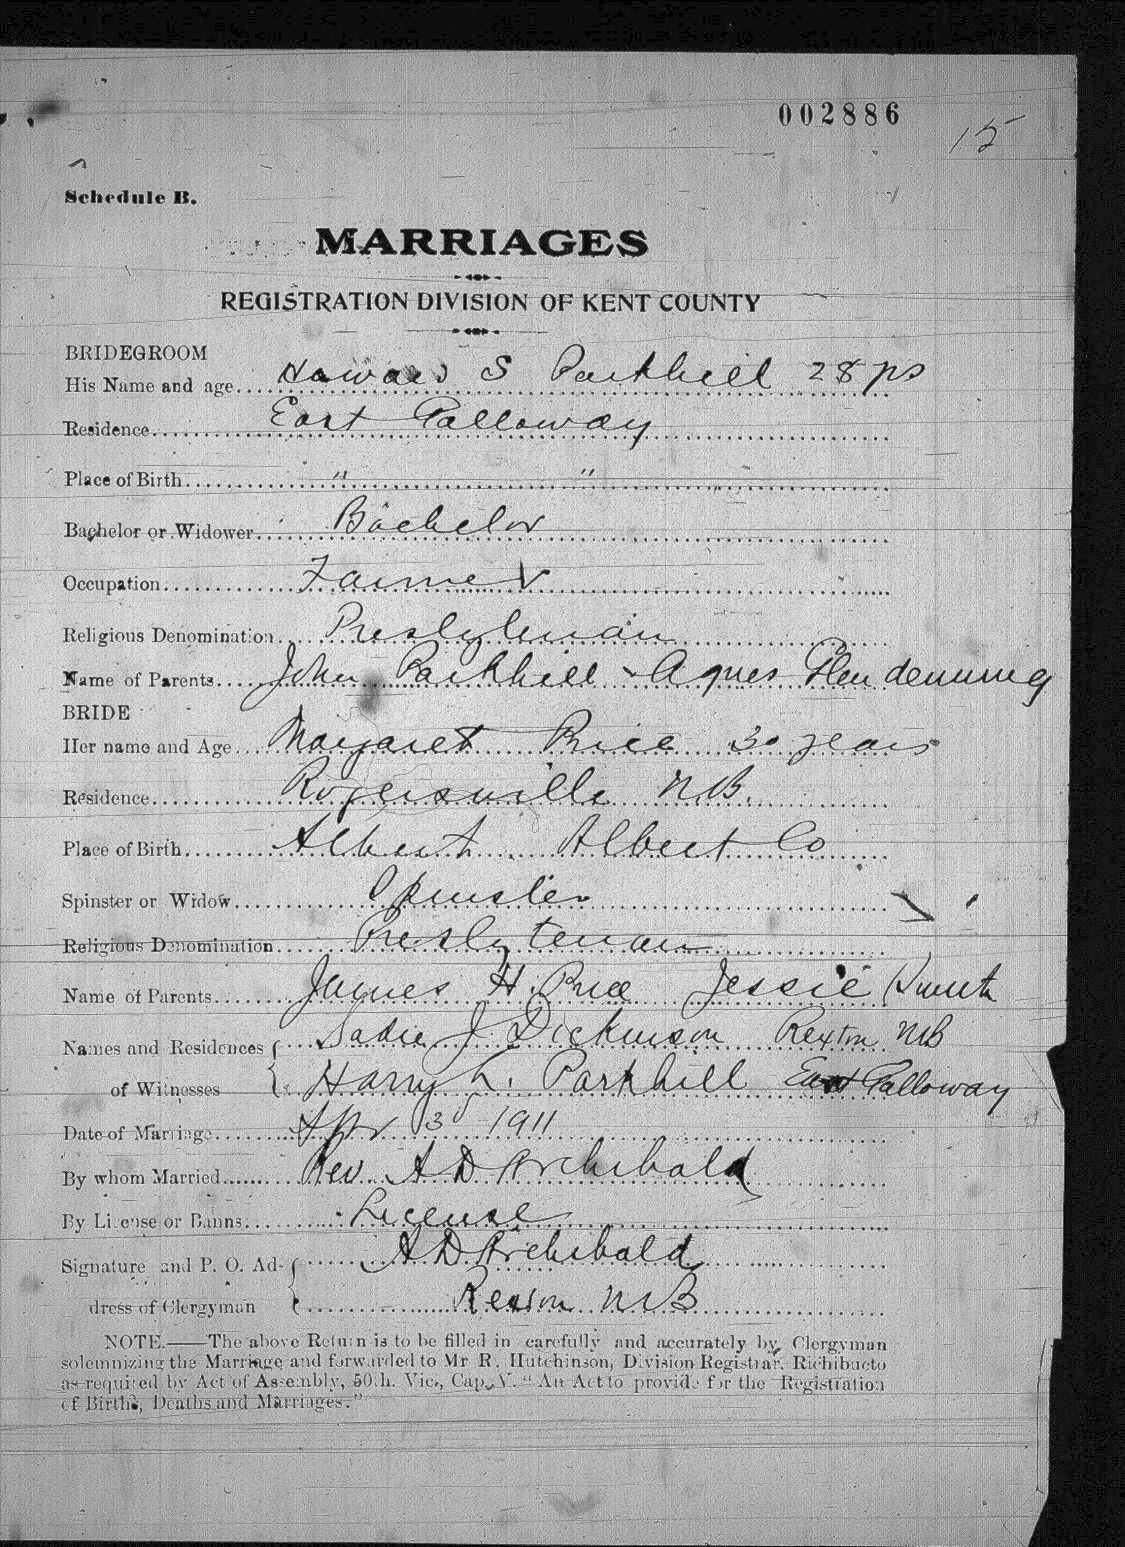 002886
15
Schedule B.
MARRIAGES
REGISTRATION DIVISION OF KENT COUNTY
BRIDEGROOM
His Name and age Howard S Parkhill 28 yrs
Residence East Galloway
Place of Birth " "
Bachelor or Widower Bachelor
Occupation Farmer
Religious Denomination Presbyterian
Name of Parents John Parkhill - Agnes Glendenning
BRIDE
Her name and Age Margaret Price 30 years
Residence Rogersville N.B.
Place of Birth Albert, Albert Co
Spinster or Widow Spinster
Religious Denomination Presbyterian
Name of Parents James H. Price Jessie
Names and Residences { Sadie J Dickinson Rexton NB
of Witnesses Harry L. Parkhill East Galloway
Date of Marriage Apr 3d 1911
By whom Married Rev A D Archibald
By License or Banns License
Signature and P. O. Ad- { A D Archibald
dress of Clergyman Rexton NB
NOTE.——The above Return is to be filled in carefully and accurately by Clergyman
solemnizing the Marriage and forwarded to Mr R. Hutchinson, Division Registrar, Richibucto
as required by Act of Assembly, 50th. Vic., Cap. V. "An Act to provide for the Registration
of Births, Deaths and Marriages."